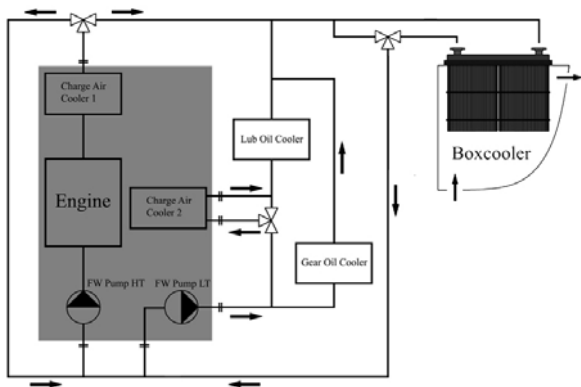 Charge Air
Cooler 1
Lub Oil Cooler
Boxcooler
Engine
Charge Air
Cooler 2
Gear Oil Cooler
FW Pump HT
FW Pump LT